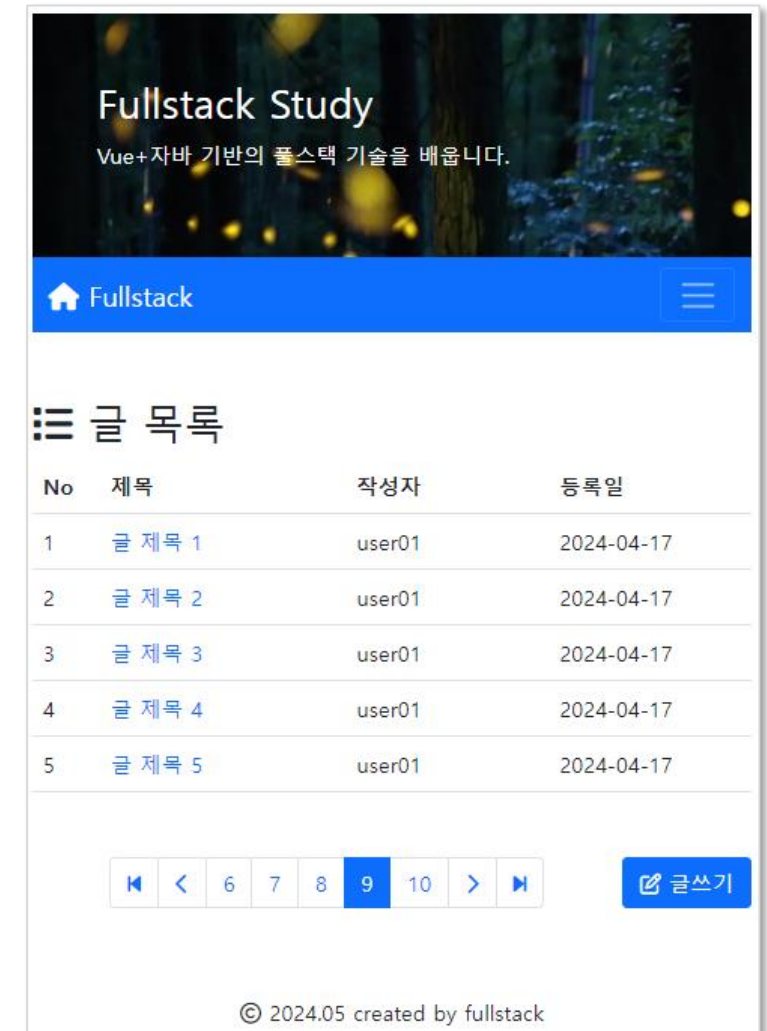 Fullstack Study
Vue+자바 기반의 풀스택 기술을 배웁니다.
Fullstack
글 목록
No 제목 작성자 등록일
1 글 제목 1 user01 2024-04-17
2 글 제목 2 user01 2024-04-17
3 글 제목 3 user01 2024-04-17
4 글 제목 4 user01 2024-04-17
5 글 제목 5 user01 2024-04-17
6 7 8 9 10 글쓰기
© 2024.05 created by fullstack